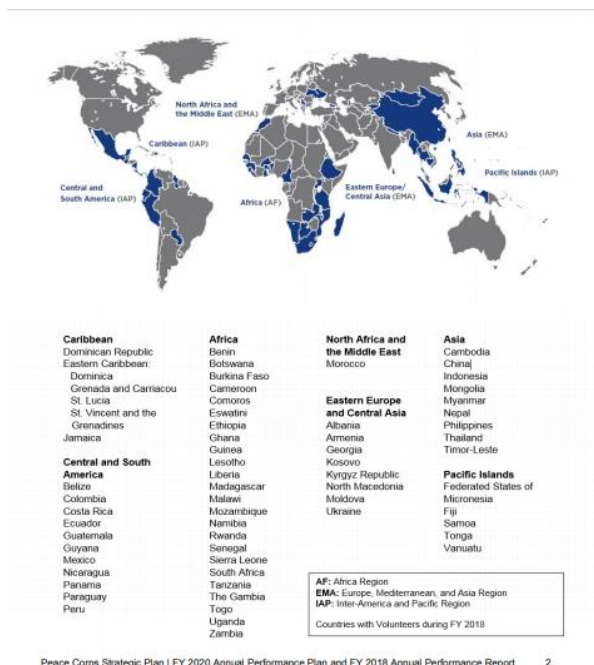 North Africa and
the Middle East (EMA)
Caribbean (IAP)
Central and
South America (IAP)
Africa (AF)
Eastern Europe/
Central Asia (EMA)
Asia (EMA)
Pacific Islands (IAP)
Caribbean
Dominican Republic
Eastern Caribbean:
Dominica
Grenada and Carriacou
St. Lucia
St. Vincent and the
Grenadines
Jamaica
Central and South
America
Belize
Colombia
Costa Rica
Ecuador
Guatemala
Guyana
Mexico
Nicaragua
Panama
Paraguay
Peru
Africa
Benin
Botswana
Burkina Faso
Cameroon
Comoros
Eswatini
Ethiopia
Ghana
Guinea
Lesotho
Liberia
Madagascar
Malawi
Mozambique
Namibia
Rwanda
Senegal
Sierra Leone
South Africa
Tanzania
The Gambia
Togo
Uganda
Zambia
North Africa and
the Middle East
Morocco
Eastern Europe
and Central Asia
Albania
Armenia
Georgia
Kosovo
Kyrgyz Republic
North Macedonia
Moldova
Ukraine
Asia
Cambodia
China
Indonesia
Mongolia
Myanmar
Nepal
Philippines
Thailand
Timor-Leste
Pacific Islands
Federated States of
Micronesia
Fiji
Samoa
Tonga
Vanuatu
AF: Africa Region
EMA: Europe, Mediterranean, and Asia Region
IAP: Inter-America and Pacific Region
Countries with Volunteers during FY 2018
Peace Corps Strategic Plan | FY 2020 Annual Performance Plan and FY 2018 Annual Performance Report 2